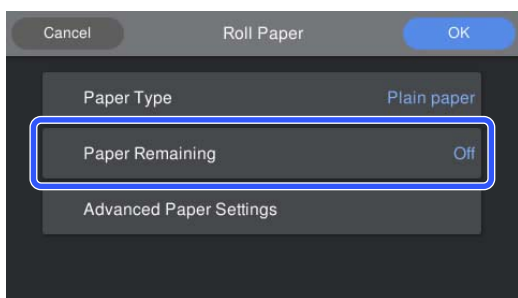 Cancel Roll Paper OK
Paper Type Plain paper
Paper Remaining Off
Advanced Paper Settings